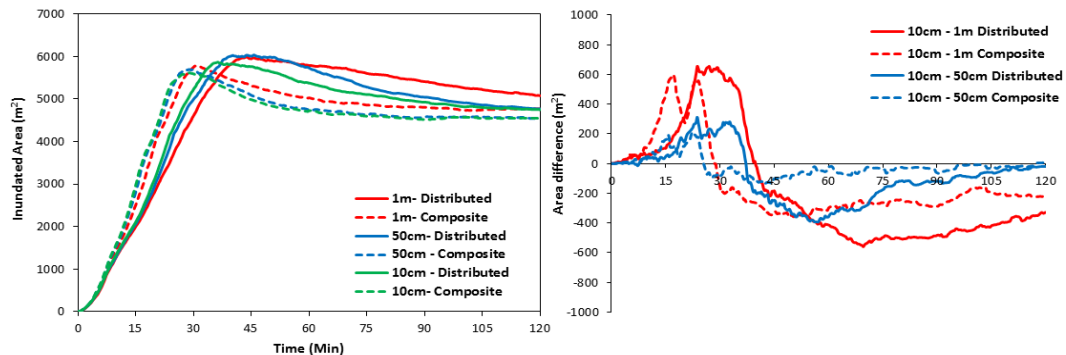 7000
6000
5000
4000
3000
2000
1000
0
Inundated Area (m²)
1m- Distributed
1m- Composite
50cm- Distributed
50cm - Composite
10cm - Distributed
10cm- Composite
0 15 30 45 60 75 90 105 120
Time (Min)
1000
800
600
400
200
0
-200
-400
-600
-800
-1000
Area difference (m²)
10cm - 1m Distributed
10cm - 1m Composite
10cm - 50cm Distributed
10cm - 50cm Composite
0 15 30 45 60 75 90 105 120